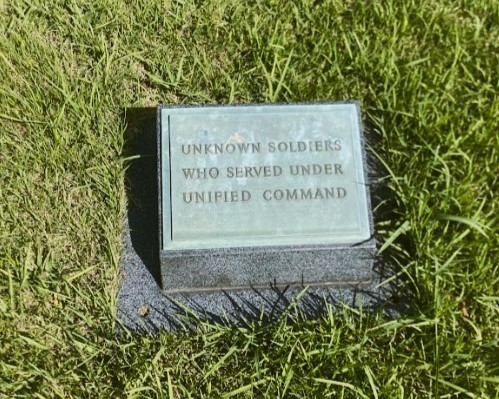 UNKNOWN SOLDIERS
WHO SERVED UNDER
UNIFIED COMMAND